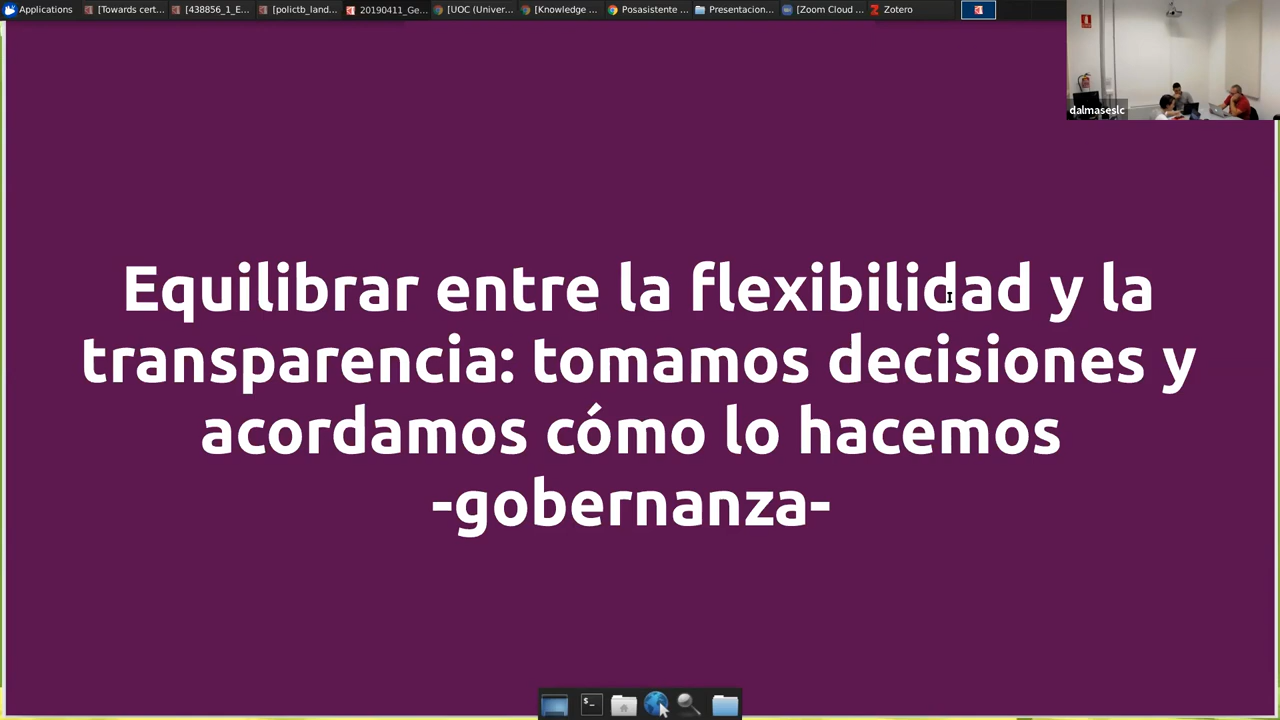 Applications
[Towards cert...
[438856_1_E...
[polictb_land...
20190411_Ge...
[UOC (Univer...
[Knowledge ...
Posasistente ...
Presentacion...
[Zoom Cloud ...
Zotero
dalmaseslc
Equilibrar entre la flexibilidad y la
transparencia: tomamos decisiones y
acordamos cómo lo hacemos
-gobernanza-
$_